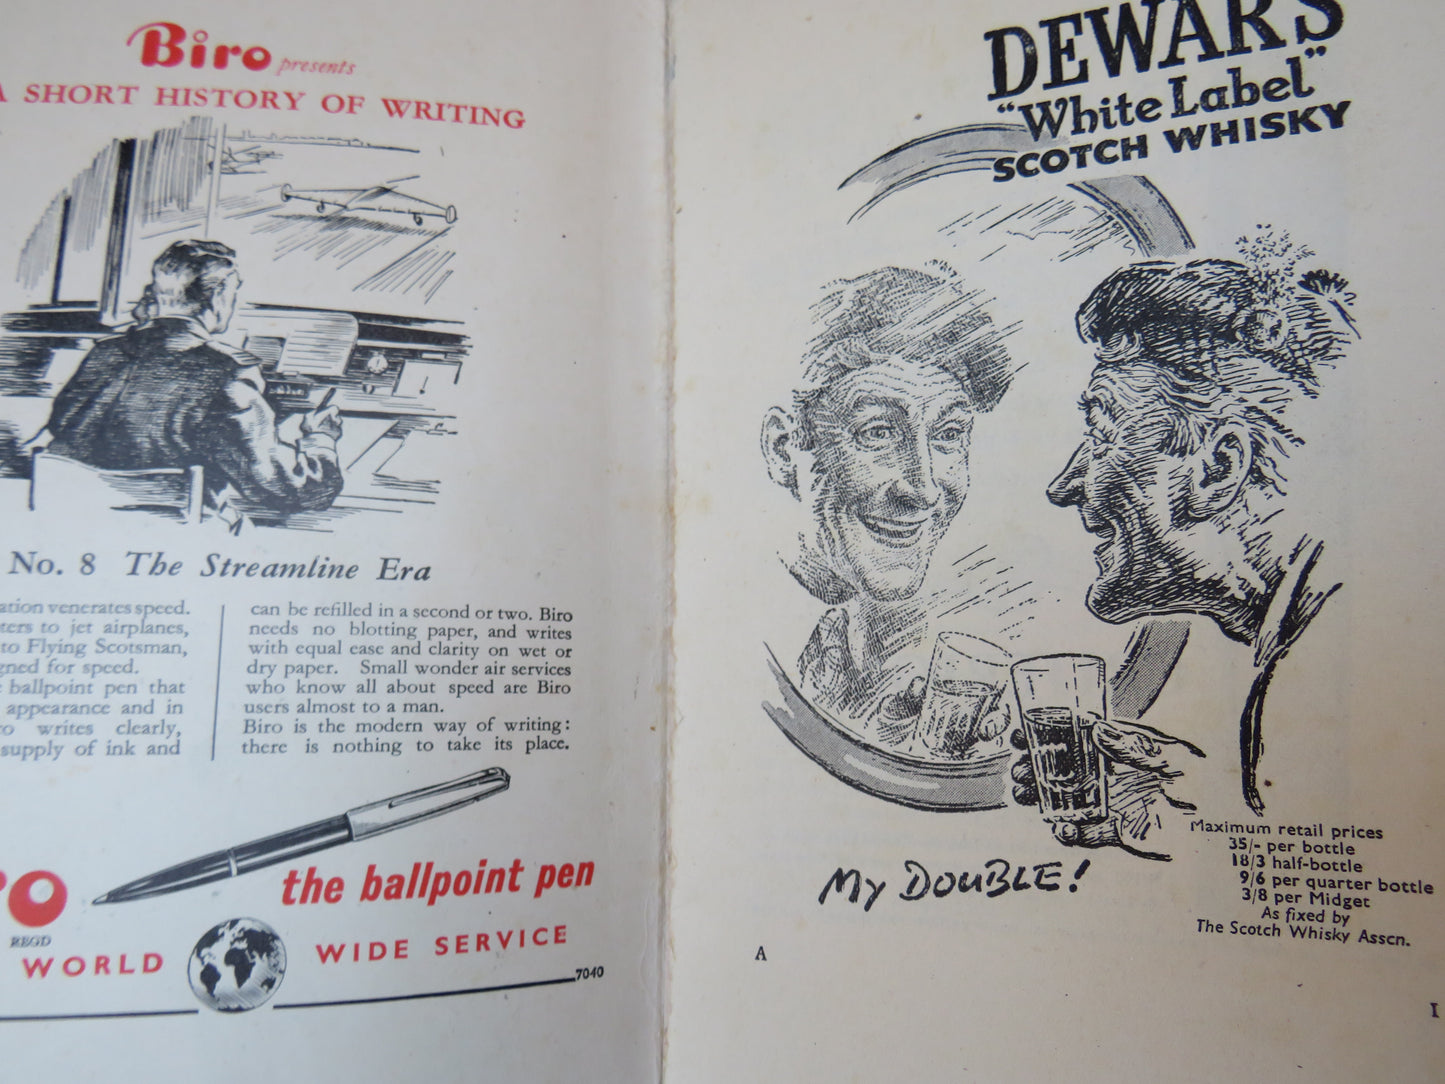 Biro presents
A SHORT HISTORY OF WRITING
No. 8 The Streamline Era
ation venerates speed.
ters to jet airplanes,
to Flying Scotsman,
gned for speed.
ballpoint pen that
appearance and in
ro writes clearly,
supply of ink and
can be refilled in a second or two. Biro
needs no blotting paper, and writes
with equal ease and clarity on wet or
dry paper. Small wonder air services
who know all about speed are Biro
users almost to a man.
Biro is the modern way of writing:
there is nothing to take its place.
RO
REGD
the ballpoint pen
WORLD WIDE SERVICE
7040
DEWAR'S
"White Label"
SCOTCH WHISKY
My DOUBLE!
Maximum retail prices
35/- per bottle
18/3 half-bottle
9/6 per quarter bottle
3/8 per Midget
As fixed by
The Scotch Whisky Asscn.
A
I